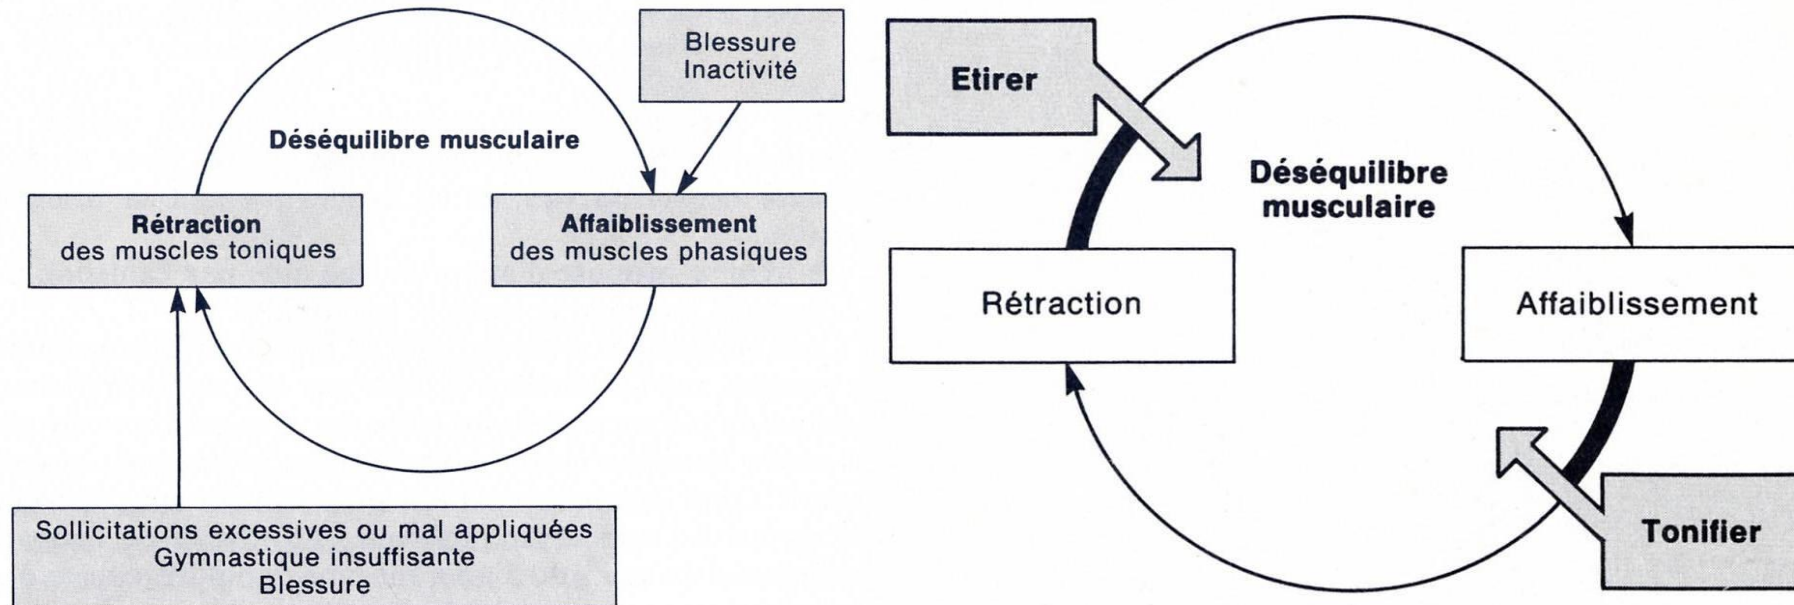 Blessure
Inactivité
Déséquilibre musculaire
Rétraction
des muscles toniques
Affaiblissement
des muscles phasiques
Sollicitations excessives ou mal appliquées
Gymnastique insuffisante
Blessure
Etirer
Déséquilibre
musculaire
Rétraction
Affaiblissement
Tonifier